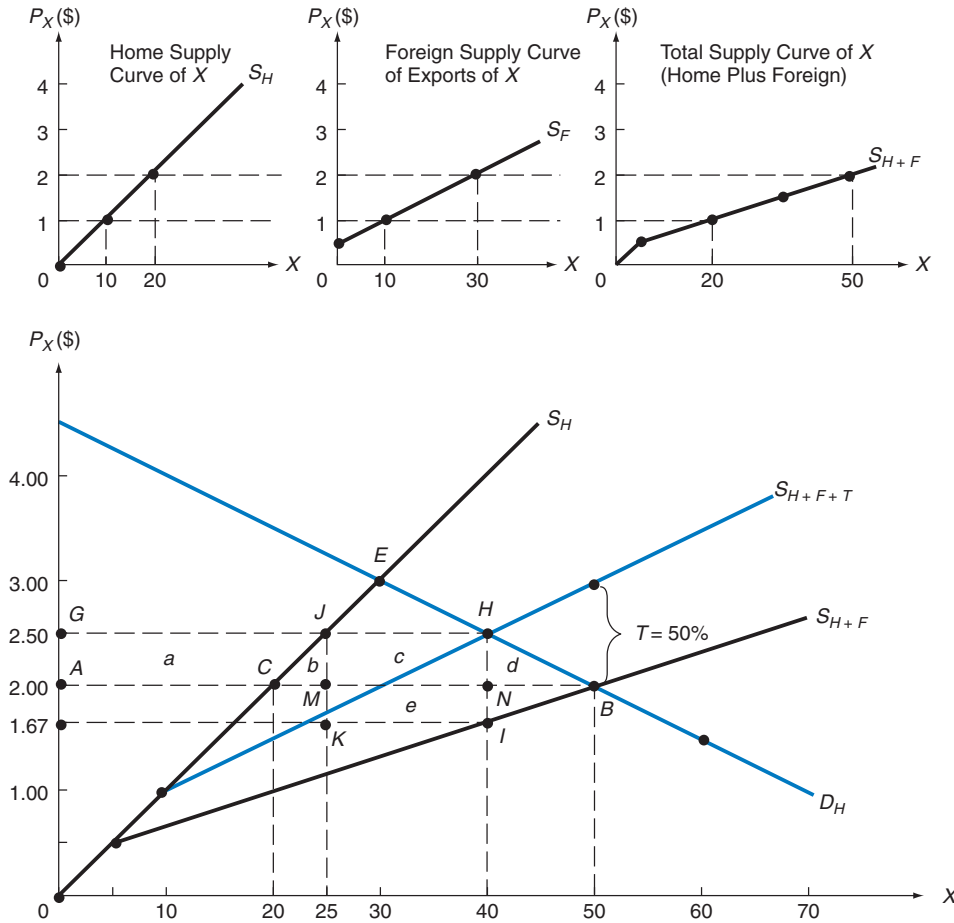 P_X($)
Home Supply
Curve of X
S_H
4
3
2
1
0
10
20
X
P_X($)
Foreign Supply Curve
of Exports of X
S_F
4
3
2
1
0
10
30
X
P_X($)
Total Supply Curve of X
(Home Plus Foreign)
S_{H + F}
4
3
2
1
0
20
50
X
P_X($)
S_H
4.00
S_{H + F + T}
E
3.00
G
J
H
S_{H + F}
2.50
T = 50%
a
b
c
d
A
C
2.00
M
N
B
e
1.67
K
I
1.00
D_H
0
10
20
25
30
40
50
60
70
X